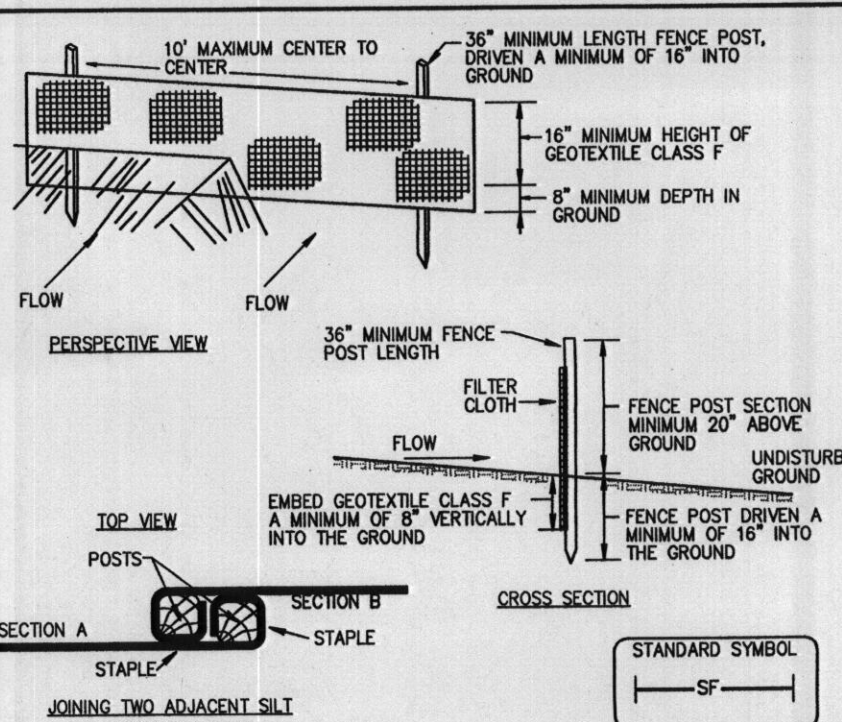 10' MAXIMUM CENTER TO
CENTER
36" MINIMUM LENGTH FENCE POST,
DRIVEN A MINIMUM OF 16" INTO
GROUND
16" MINIMUM HEIGHT OF
GEOTEXTILE CLASS F
8" MINIMUM DEPTH IN
GROUND
FLOW
FLOW
PERSPECTIVE VIEW
36" MINIMUM FENCE
POST LENGTH
FILTER
CLOTH
FENCE POST SECTION
MINIMUM 20" ABOVE
GROUND
FLOW
UNDISTURB
GROUND
EMBED GEOTEXTILE CLASS F
A MINIMUM OF 8" VERTICALLY
INTO THE GROUND
FENCE POST DRIVEN A
MINIMUM OF 16" INTO
THE GROUND
CROSS SECTION
TOP VIEW
POSTS
SECTION B
SECTION A
STAPLE
STAPLE
JOINING TWO ADJACENT SILT
STANDARD SYMBOL
SF